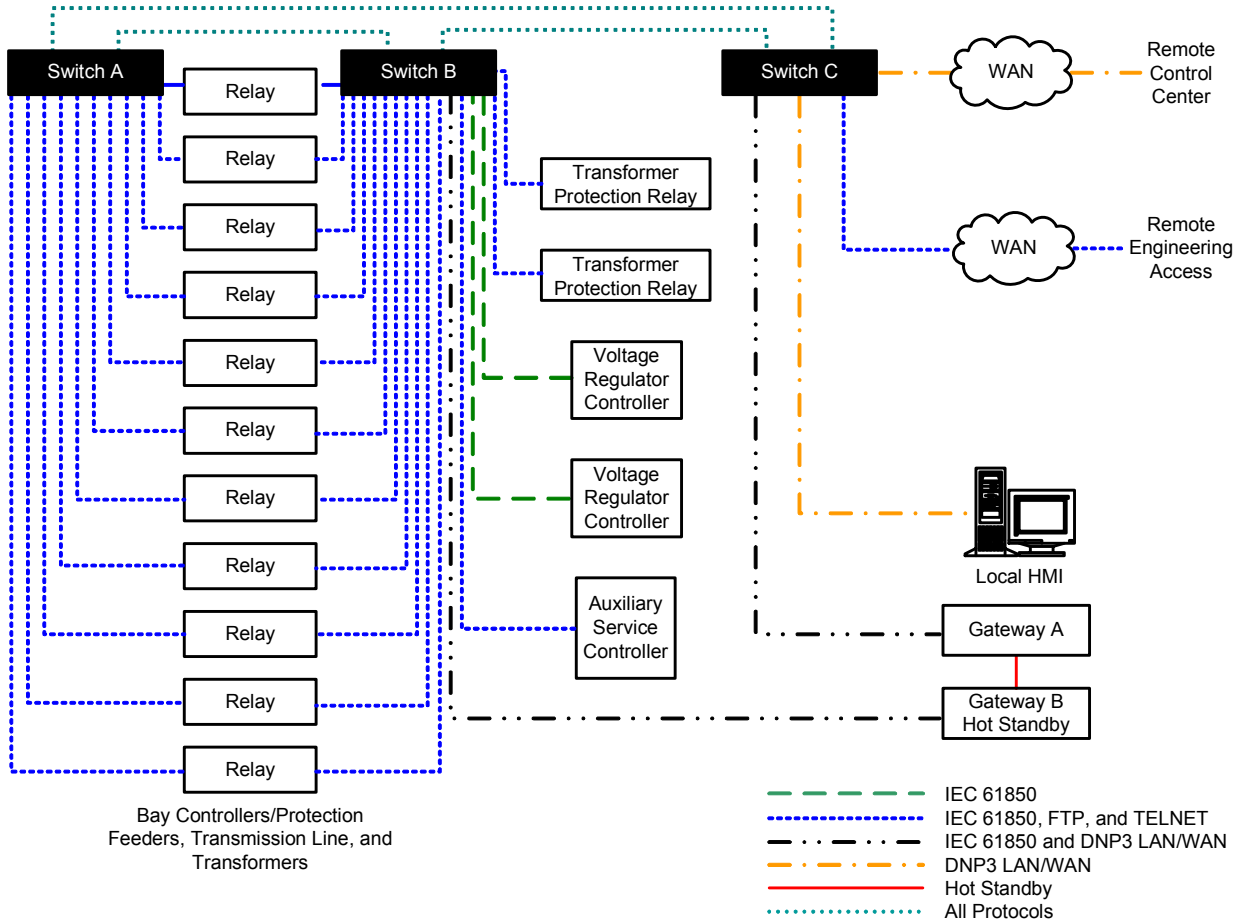 Switch A
Switch B
Switch C
WAN
Remote
Control
Center
Relay
Relay
Relay
Relay
Relay
Relay
Relay
Relay
Relay
Relay
Relay
Bay Controllers/Protection
Feeders, Transmission Line, and
Transformers
Transformer
Protection Relay
Transformer
Protection Relay
Voltage
Regulator
Controller
Voltage
Regulator
Controller
Auxiliary
Service
Controller
WAN
Remote
Engineering
Access
Local HMI
Gateway A
Gateway B
Hot Standby
IEC 61850
IEC 61850, FTP, and TELNET
IEC 61850 and DNP3 LAN/WAN
DNP3 LAN/WAN
Hot Standby
All Protocols